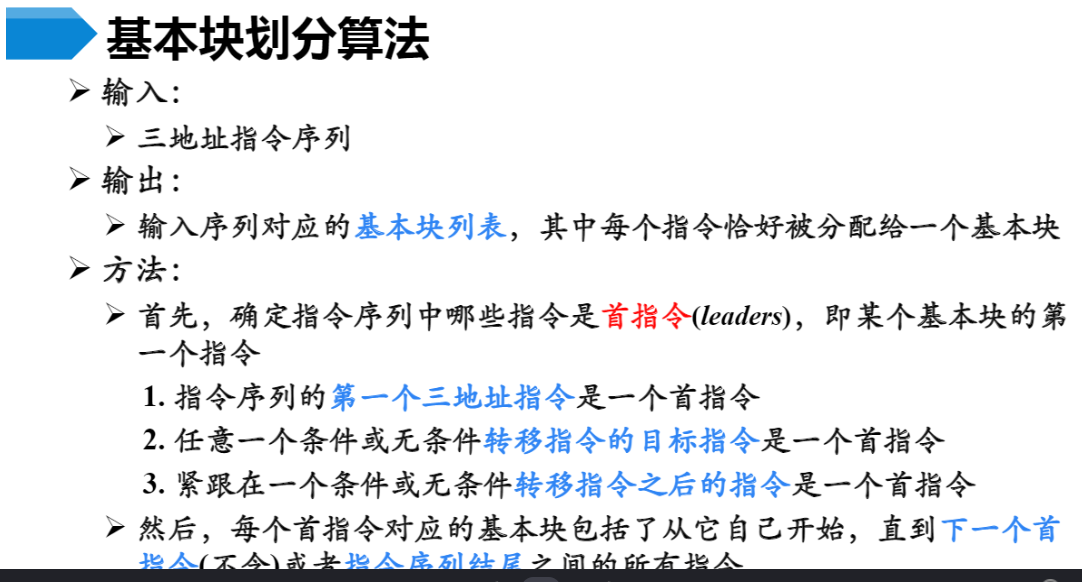 基本块划分算法
➢ 输入：
➢ 三地址指令序列
➢ 输出：
➢ 输入序列对应的基本块列表，其中每个指令恰好被分配给一个基本块
➢ 方法：
➢ 首先，确定指令序列中哪些指令是首指令(leaders)，即某个基本块的第
一个指令
1. 指令序列的第一个三地址指令是一个首指令
2. 任意一个条件或无条件转移指令的目标指令是一个首指令
3. 紧跟在一个条件或无条件转移指令之后的指令是一个首指令
➢ 然后，每个首指令对应的基本块包括了从它自己开始，直到下一个首
指令(不含)或者指令序列结尾之间的所有指令